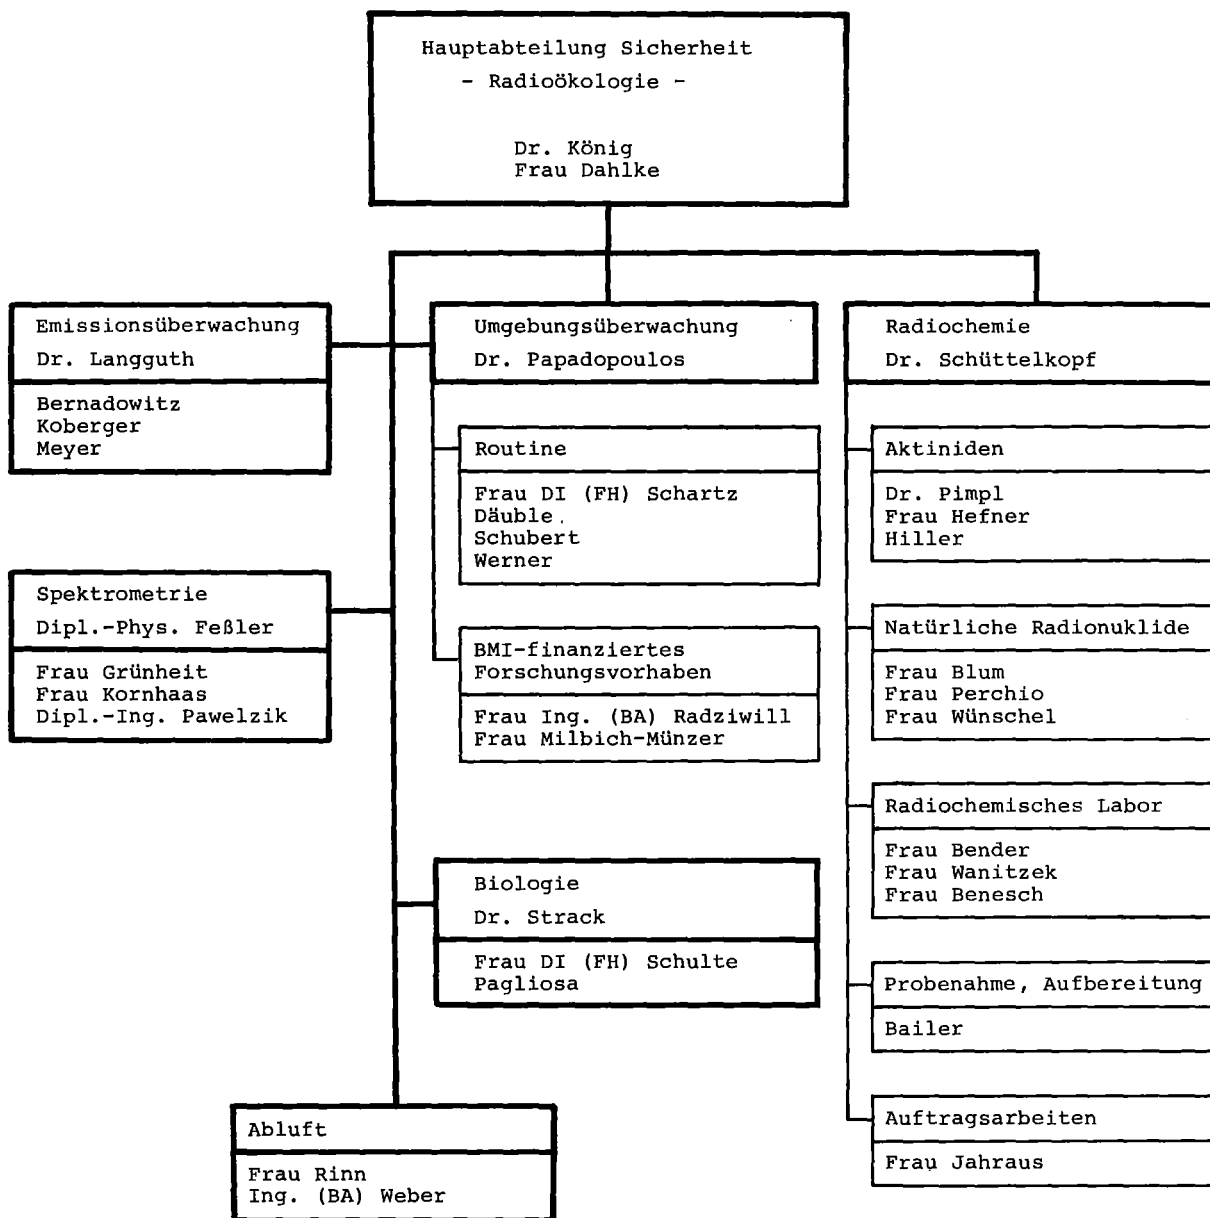 Hauptabteilung Sicherheit
- Radioökologie -
Dr. König
Frau Dahlke
Emissionsüberwachung
Dr. Langguth
Bernadowitz
Koberger
Meyer
Umgebungsüberwachung
Dr. Papadopoulos
Routine
Frau DI (FH) Schartz
Däuble
Schubert
Werner
BMI-finanziertes
Forschungsvorhaben
Frau Ing. (BA) Radziwill
Frau Milbich-Münzer
Radiochemie
Dr. Schüttelkopf
Aktiniden
Dr. Pimpl
Frau Hefner
Hiller
Natürliche Radionuklide
Frau Blum
Frau Perchio
Frau Wünschel
Radiochemisches Labor
Frau Bender
Frau Wanitzek
Frau Benesch
Probenahme, Aufbereitung
Bailer
Auftragsarbeiten
Frau Jahraus
Spektrometrie
Dipl.-Phys. Feßler
Frau Grünheit
Frau Kornhaas
Dipl.-Ing. Pawelzik
Biologie
Dr. Strack
Frau DI (FH) Schulte
Pagliosa
Abluft
Frau Rinn
Ing. (BA) Weber